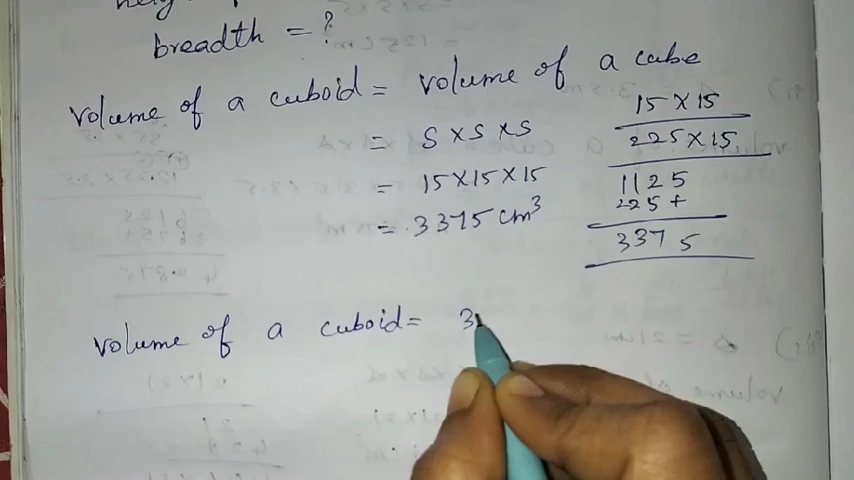 breadth = ?
Volume of a cuboid = volume of a cube
= S x S x S
= 15 x 15 x 15
= 3375 cm³
15 x 15
225 x 15
1125
225 +
3375
Volume of a cuboid = 3